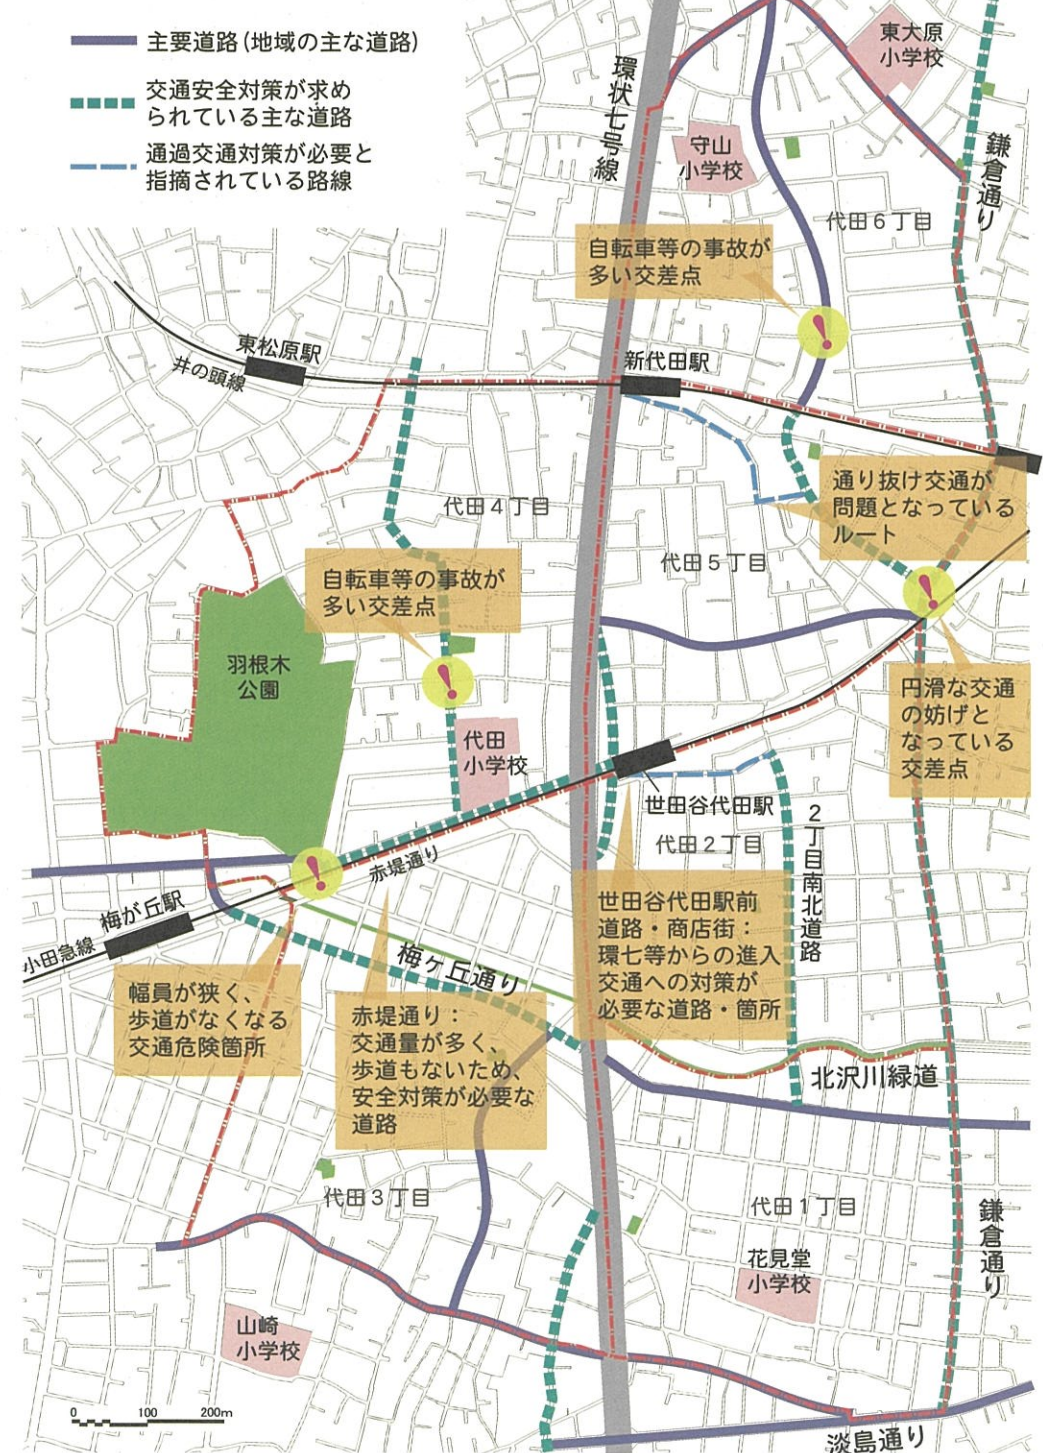 主要道路(地域の主な道路)
交通安全対策が求め
られている主な道路
通過交通対策が必要と
指摘されている路線
環状七号線
東大原
小学校
守山
小学校
鎌倉通り
代田6丁目
自転車等の事故が
多い交差点
東松原駅
井の頭線
新代田駅
代田4丁目
通り抜け交通が
問題となっている
ルート
代田5丁目
自転車等の事故が
多い交差点
羽根木
公園
円滑な交通
の妨げと
なっている
交差点
代田
小学校
世田谷代田駅
代田2丁目
2丁目南北道路
赤堤通り
梅が丘駅
小田急線
世田谷代田駅前
道路・商店街:
環七等からの進入
交通への対策が
必要な道路・箇所
梅ヶ丘通り
幅員が狭く、
歩道がなくなる
交通危険箇所
赤堤通り:
交通量が多く、
歩道もないため、
安全対策が必要な
道路
北沢川緑道
代田3丁目
代田1丁目
鎌倉通り
花見堂
小学校
山崎
小学校
0 100 200m
淡島通り